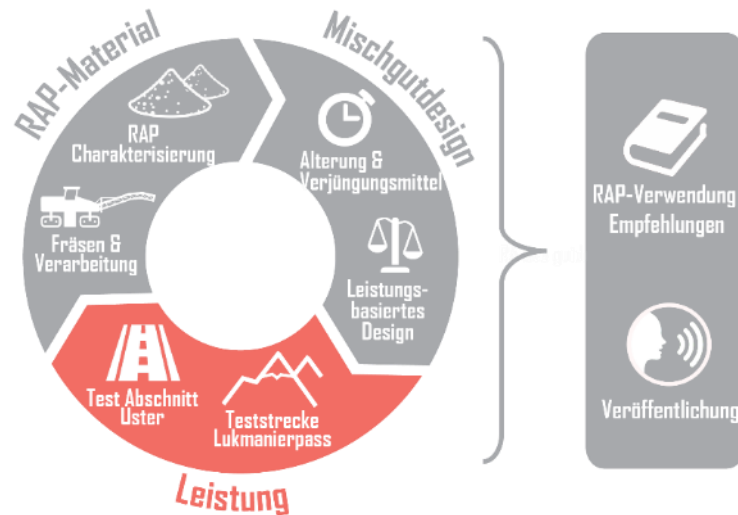 RAP-Material
RAP
Charakterisierung
Fräsen &
Verarbeitung
Mischgutdesign
Alterung &
Verjüngungsmittel
Leistungs-
basiertes
Design
Test Abschnitt
Uster
Teststrecke
Lukmanierpass
Leistung
RAP-Verwendung
Empfehlungen
Veröffentlichung